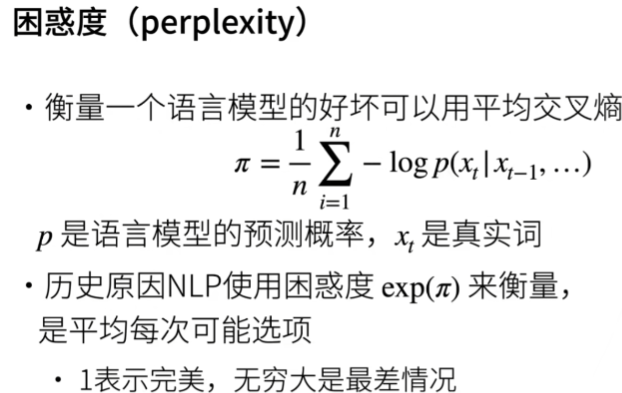 困惑度（perplexity）
• 衡量一个语言模型的好坏可以用平均交叉熵
π = \frac{1}{n} \sum_{i=1}^{n} − log p(x_t|x_{t−1}, …)
p 是语言模型的预测概率，x_t 是真实词
• 历史原因NLP使用困惑度 exp(π) 来衡量，
是平均每次可能选项
• 1表示完美，无穷大是最差情况